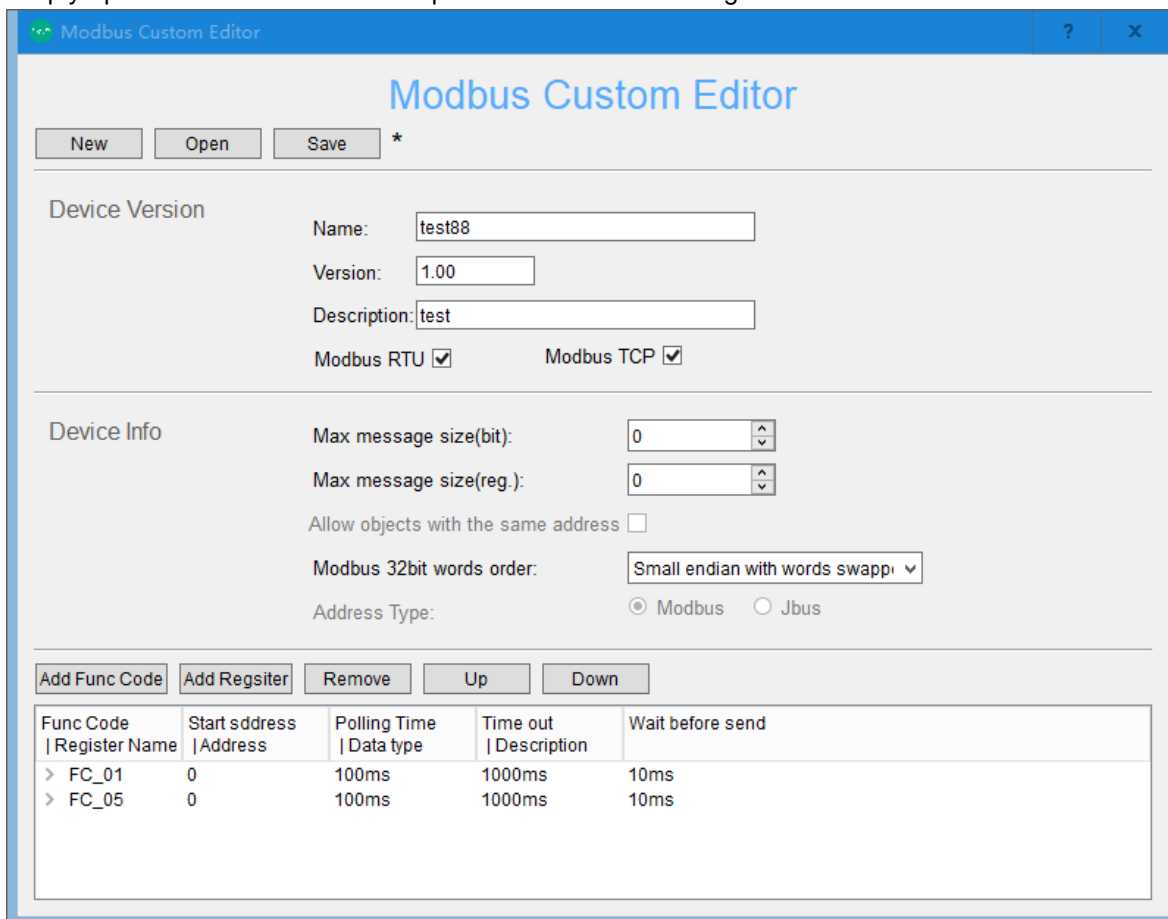 Modbus Custom Editor ? x
Modbus Custom Editor
New Open Save *
Device Version
Name: test88
Version: 1.00
Description: test
Modbus RTU Modbus TCP
Device Info
Max message size(bit): 0
Max message size(reg.): 0
Allow objects with the same address
Modbus 32bit words order: Small endian with words
Address Type: Modbus Jbus
Add Func Code Add Regsiter Remove Up Down
Func Code Start sddress Polling Time Time out Wait before send
|Register Name |Address |Data type |Description
> FC_01 0 100ms 1000ms 10ms
> FC_05 0 100ms 1000ms 10ms